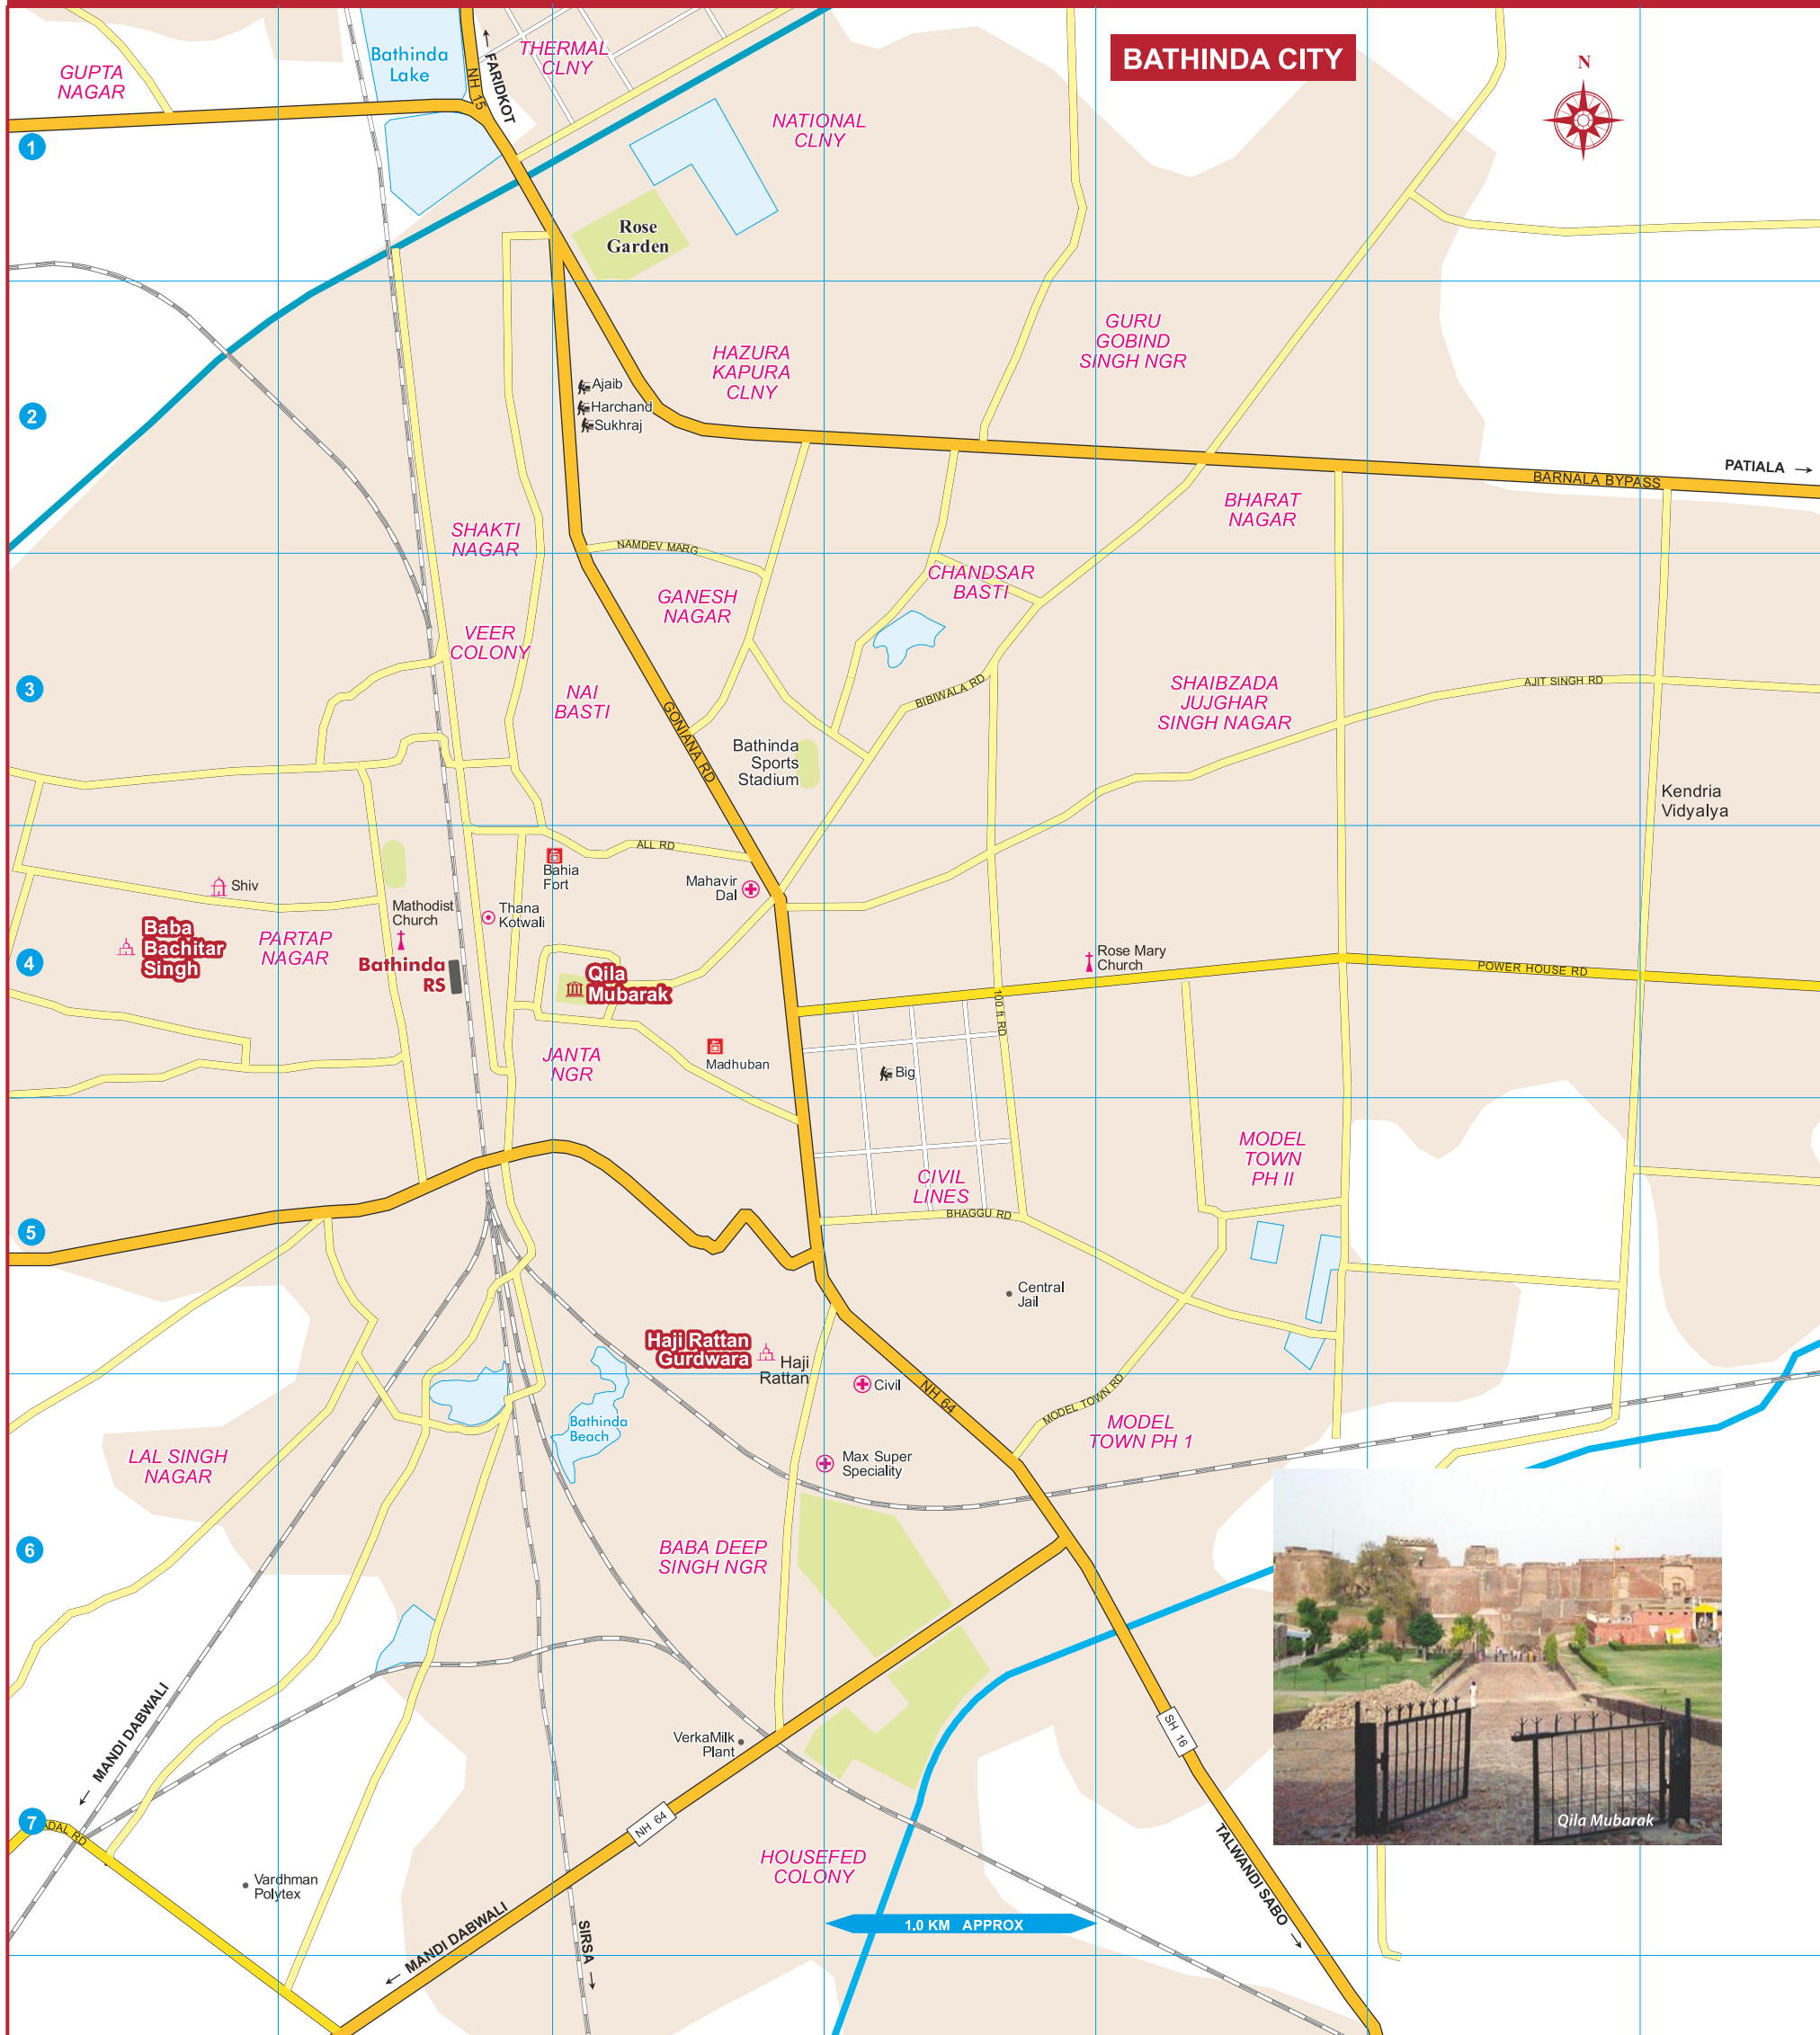 BATHINDA CITY
N
GUPTA
NAGAR
Bathinda
Lake
NH 15
← FARIDKOT
THERMAL
CLNY
NATIONAL
CLNY
1
Rose
Garden
GURU
GOBIND
SINGH NGR
HAZURA
KAPURA
CLNY
2
Ajaib
Harchand
Sukhraj
PATIALA →
BARNALA BYPASS
BHARAT
NAGAR
SHAKTI
NAGAR
NAMDEV MARG
CHANDSAR
BASTI
GANESH
NAGAR
VEER
COLONY
3
NAI
BASTI
GONIANA RD
BIBIWALA RD
SHAIBZADA
JUJGHAR
SINGH NAGAR
AJIT SINGH RD
Bathinda
Sports
Stadium
Kendria
Vidyalya
ALL RD
Bahia
Fort
Shiv
Mahavir
Dal
Mathodist
Church
Thana
Kotwali
Baba
Bachitar
Singh
PARTAP
NAGAR
4
Bathinda
RS
Qila
Mubarak
Rose Mary
Church
POWER HOUSE RD
100 ft RD
JANTA
NGR
Madhuban
Big
MODEL
TOWN
PH II
CIVIL
LINES
BHAGGU RD
5
Central
Jail
Haji Rattan
Gurdwara
Haji
Rattan
Civil
NH 64
MODEL TOWN RD
MODEL
TOWN PH 1
Bathinda
Beach
LAL SINGH
NAGAR
Max Super
Speciality
6
BABA DEEP
SINGH NGR
← MANDI DABWALI
VerkaMilk
Plant
SH 16
7
ADAL RD
NH 64
Qila Mubarak
TALWANDI SABO →
HOUSEFED
COLONY
Vardhman
Polytex
← MANDI DABWALI
SIRSA →
1.0 KM APPROX